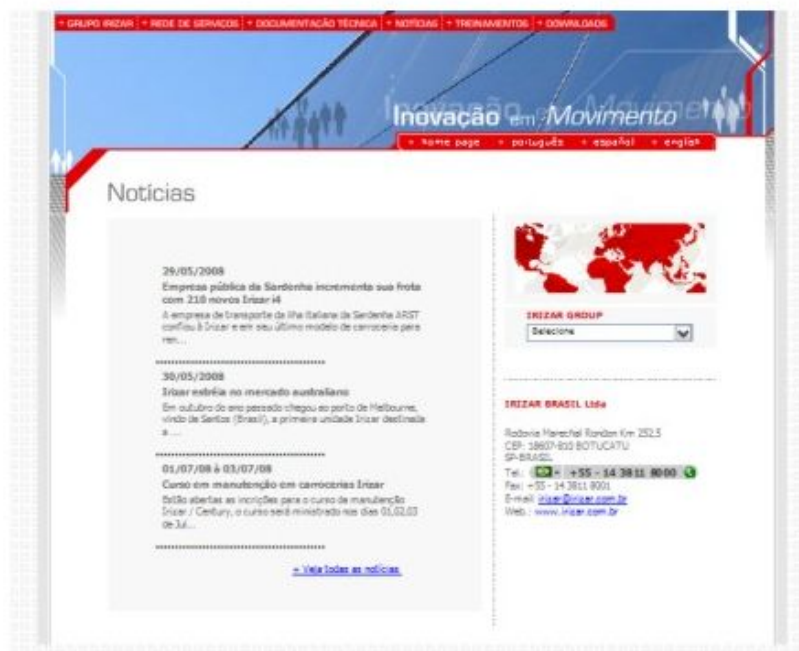 + GRUPO IRIZAR + REDE DE SERVIÇOS + DOCUMENTAÇÃO TÉCNICA + NOTÍCIAS + TREINAMENTOS + DOWNLOADS
Inovação em Movimento
+ home page + português + español + english
Notícias
29/05/2008
Empresa pública da Sardenha incrementa sua frota
com 210 novos Irizar i4
A empresa de transporte da ilha italiana da Sardenha ARST
confiou à Irizar e em seu último modelo de carroceria para
ren...
30/05/2008
Irizar estréia no mercado australiano
Em outubro do ano passado chegou ao porto de Melbourne,
vindo de Santos (Brasil), a primeira unidade Irizar destinada
a ....
01/07/08 à 03/07/08
Curso em manutenção em carrocerias Irizar
Estão abertas as incrições para o curso de manutenção
Irizar / Century, o curso será ministrado nos dias 01,02,03
de Jul...
+ Veja todas as notícias
IRIZAR GROUP
Selecione
IRIZAR BRASIL Ltda
Rodovia Marechal Rondon Km 252,5
CEP: 18607-810 BOTUCATU
SP-BRASIL
Tel.: +55 - 14 3811 8000
Fax: +55 - 14 3811 8001
E-mail: irizar@irizar.com.br
Web.: www.irizar.com.br